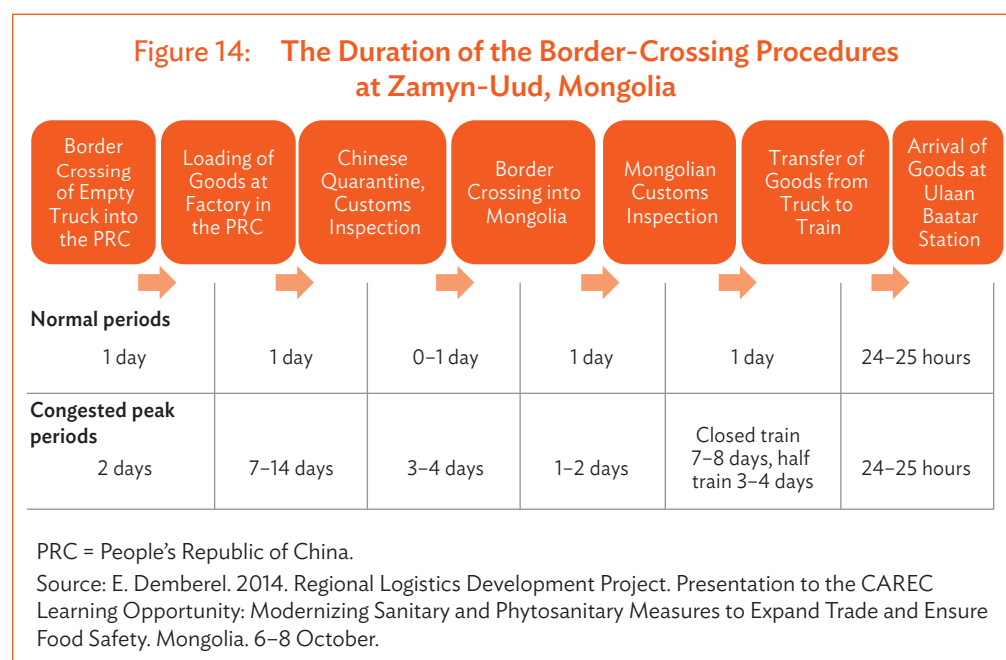 Figure 14: The Duration of the Border-Crossing Procedures
at Zamyn-Uud, Mongolia
Border
Crossing
of Empty
Truck into
the PRC
Loading of
Goods at
Factory in
the PRC
Chinese
Quarantine,
Customs
Inspection
Border
Crossing into
Mongolia
Mongolian
Customs
Inspection
Transfer of
Goods from
Truck to
Train
Arrival of
Goods at
Ulaan
Baatar
Station
Normal periods
1 day
1 day
0–1 day
1 day
1 day
24–25 hours
Congested peak
periods
2 days
7–14 days
3–4 days
1–2 days
Closed train
7–8 days, half
train 3–4 days
24–25 hours
PRC = People’s Republic of China.
Source: E. Demberel. 2014. Regional Logistics Development Project. Presentation to the CAREC
Learning Opportunity: Modernizing Sanitary and Phytosanitary Measures to Expand Trade and Ensure
Food Safety. Mongolia. 6–8 October.